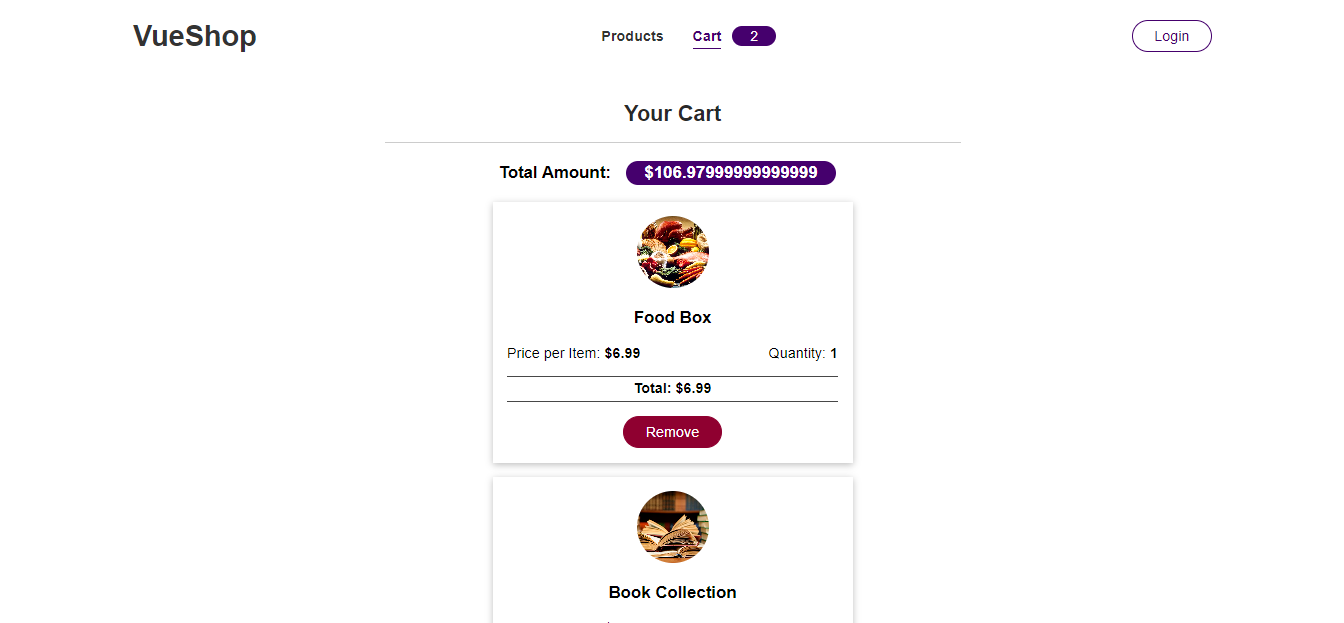 VueShop
Products Cart 2
Login
Your Cart
Total Amount: $106.97999999999999
Food Box
Price per Item: $6.99 Quantity: 1
Total: $6.99
Remove
Book Collection